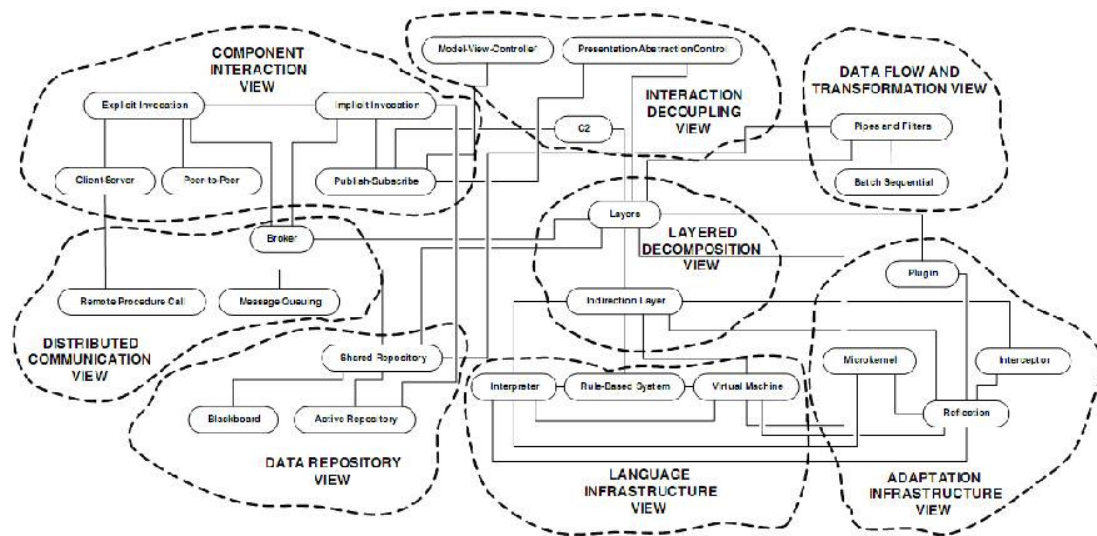 COMPONENT
INTERACTION
VIEW
Explicit Invocation
Implicit Invocation
Client-Server
Peer-to-Peer
Publish-Subscribe
Model-View-Controller
Presentation-Abstraction-Control
INTERACTION
DECOUPLING
VIEW
C2
DATA FLOW AND
TRANSFORMATION VIEW
Pipes and Filters
Batch Sequential
Broker
Remote Procedure Call
Message Queuing
DISTRIBUTED
COMMUNICATION
VIEW
Layers
LAYERED
DECOMPOSITION
VIEW
Indirection Layer
Plugin
Microkernel
Interceptor
Reflection
ADAPTATION
INFRASTRUCTURE
VIEW
Shared Repository
Blackboard
Active Repository
DATA REPOSITORY
VIEW
Interpreter
Rule-Based System
Virtual Machine
LANGUAGE
INFRASTRUCTURE
VIEW